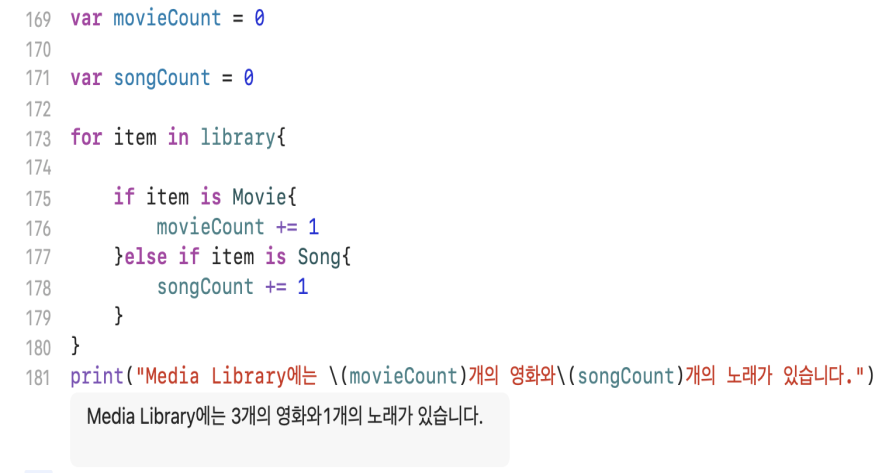 169 var movieCount = 0
170
171 var songCount = 0
172
173 for item in library{
174
175     if item is Movie{
176         movieCount += 1
177     }else if item is Song{
178         songCount += 1
179     }
180 }
181 print("Media Library에는 \(movieCount)개의 영화와\(songCount)개의 노래가 있습니다.")
Media Library에는 3개의 영화와1개의 노래가 있습니다.